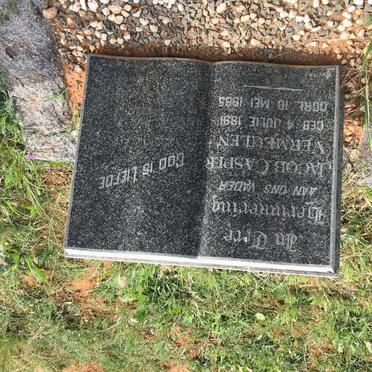 In Ere
Herinnering
AAN ONS VADER
JACOB CASPER
VERMEULEN
GEB. 4 JULIE 1891
OORL. 10 MEI 1985
GOD IS LIEFDE